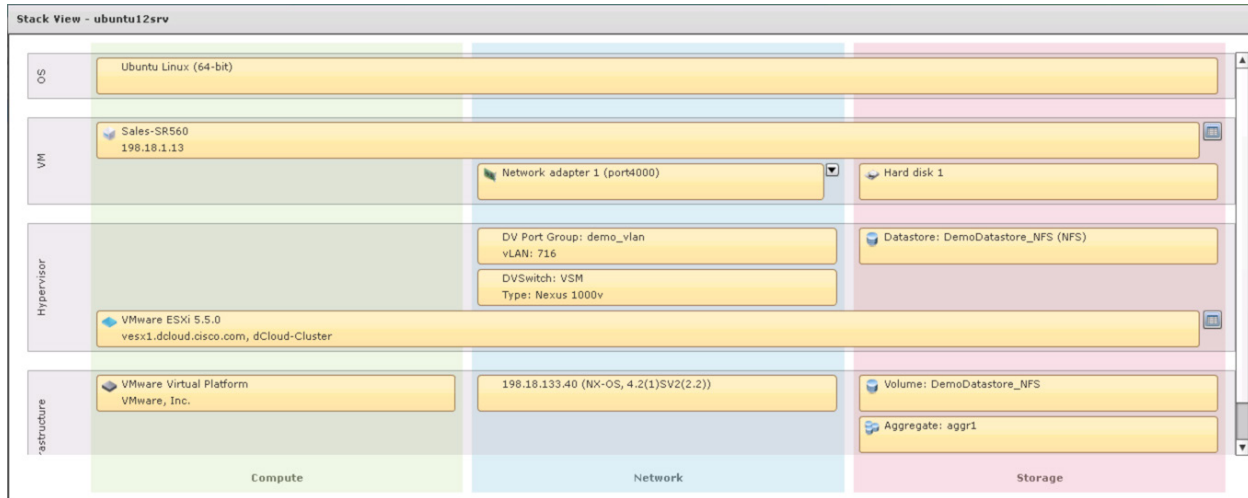 Stack View - ubuntu12srv
OS
Ubuntu Linux (64-bit)
VM
Sales-SR560
198.18.1.13
Network adapter 1 (port4000)
Hard disk 1
Hypervisor
DV Port Group: demo_vlan
vLAN: 716
Datastore: DemoDatastore_NFS (NFS)
DVSwitch: VSM
Type: Nexus 1000v
VMware ESXi 5.5.0
vesx1.dcloud.cisco.com, dCloud-Cluster
rastructure
VMware Virtual Platform
VMware, Inc.
198.18.133.40 (NX-OS, 4.2(1)SV2(2.2))
Volume: DemoDatastore_NFS
Aggregate: aggr1
Compute
Network
Storage